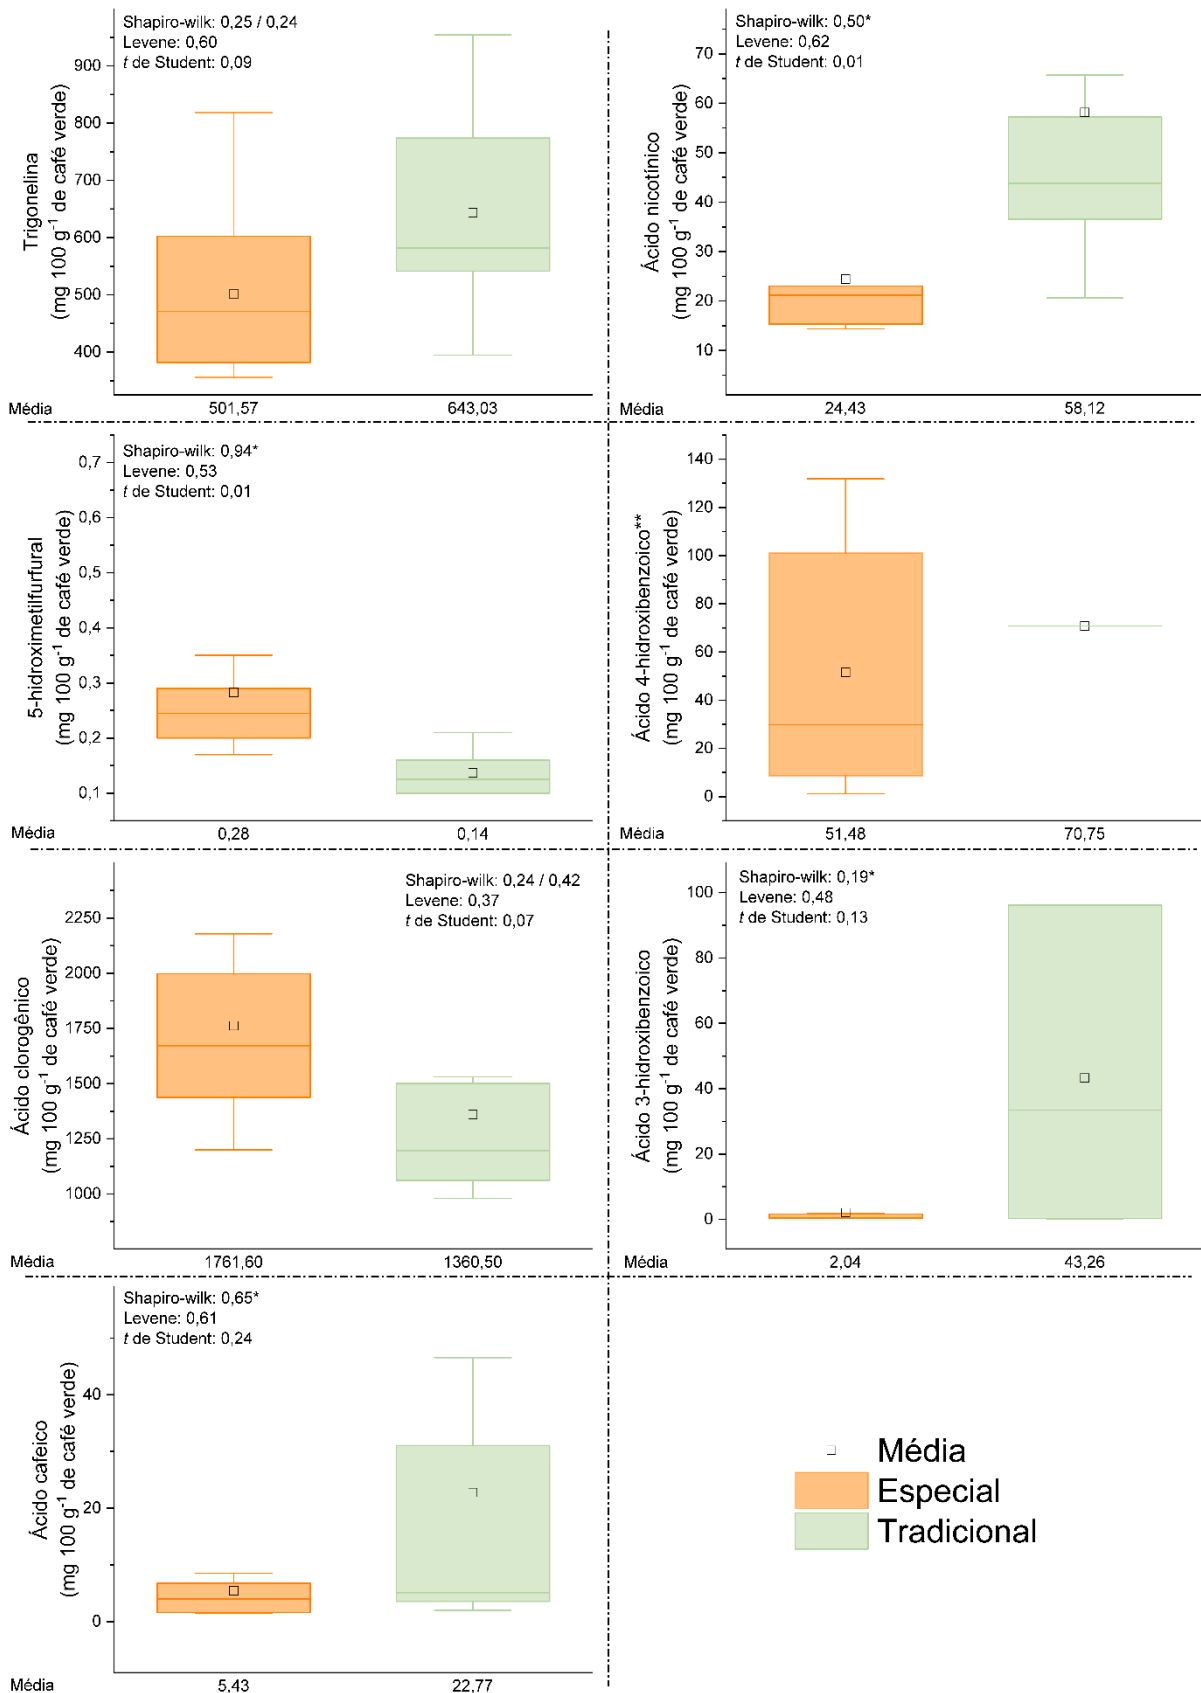 Shapiro-wilk: 0,25 / 0,24
Levene: 0,60
t de Student: 0,09
Trigonelina
(mg 100 g⁻¹ de café verde)
900
800
700
600
500
400
Média
501,57
643,03
Shapiro-wilk: 0,50*
Levene: 0,62
t de Student: 0,01
Ácido nicotínico
(mg 100 g⁻¹ de café verde)
70
60
50
40
30
20
10
24,43
58,12
Shapiro-wilk: 0,94*
Levene: 0,53
t de Student: 0,01
5-hidroximetilfurfural
(mg 100 g⁻¹ de café verde)
0,7
0,6
0,5
0,4
0,3
0,2
0,1
Média
0,28
0,14
Ácido 4-hidroxibenzoico**
(mg 100 g⁻¹ de café verde)
140
120
100
80
60
40
20
0
Média
51,48
70,75
Shapiro-wilk: 0,24 / 0,42
Levene: 0,37
t de Student: 0,07
Ácido clorogênico
(mg 100 g⁻¹ de café verde)
2250
2000
1750
1500
1250
1000
Média
1761,60
1360,50
Shapiro-wilk: 0,19*
Levene: 0,48
t de Student: 0,13
Ácido 3-hidroxibenzoico
(mg 100 g⁻¹ de café verde)
100
80
60
40
20
0
Média
2,04
43,26
Shapiro-wilk: 0,65*
Levene: 0,61
t de Student: 0,24
Ácido cafeico
(mg 100 g⁻¹ de café verde)
40
20
0
Média
5,43
22,77
Média
Especial
Tradicional